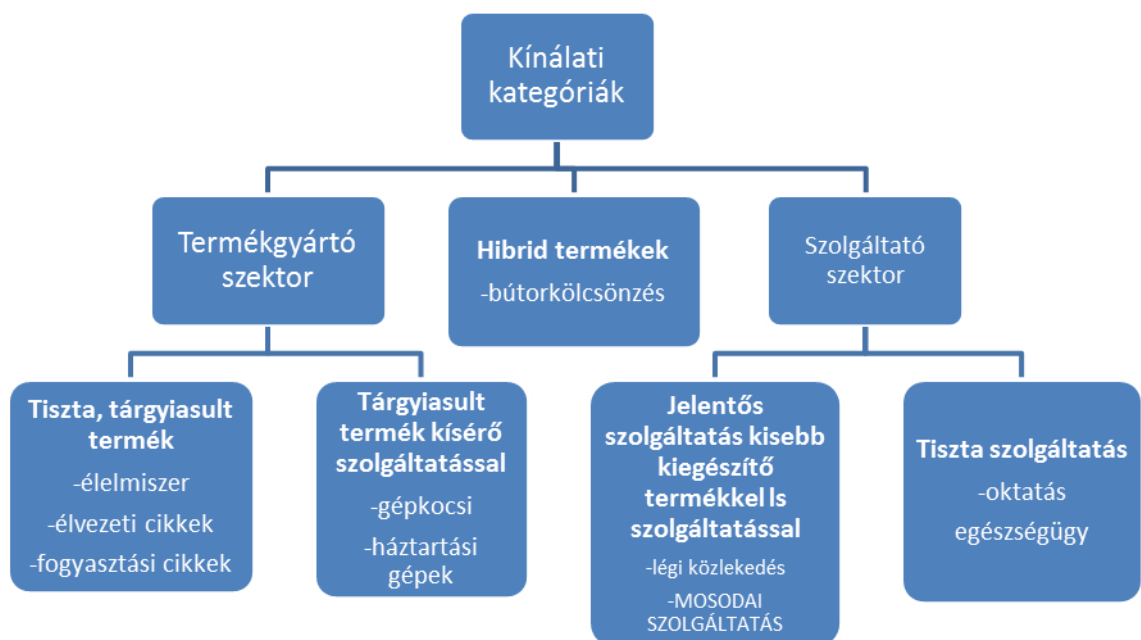 Kínálati
kategóriák
Termékgyártó
szektor
Hibrid termékek
-bútorkölcsönzés
Szolgáltató
szektor
Tiszta, tárgyiasult
termék
-élelmiszer
-élvezeti cikkek
-fogyasztási cikkek
Tárgyiasult
termék kísérő
szolgáltatással
-gépkocsi
-háztartási
gépek
Jelentős
szolgáltatás kisebb
kiegészítő
termékkel ls
szolgáltatással
-légi közlekedés
-MOSODAI
SZOLGÁLTATÁS
Tiszta szolgáltatás
-oktatás
egészségügy